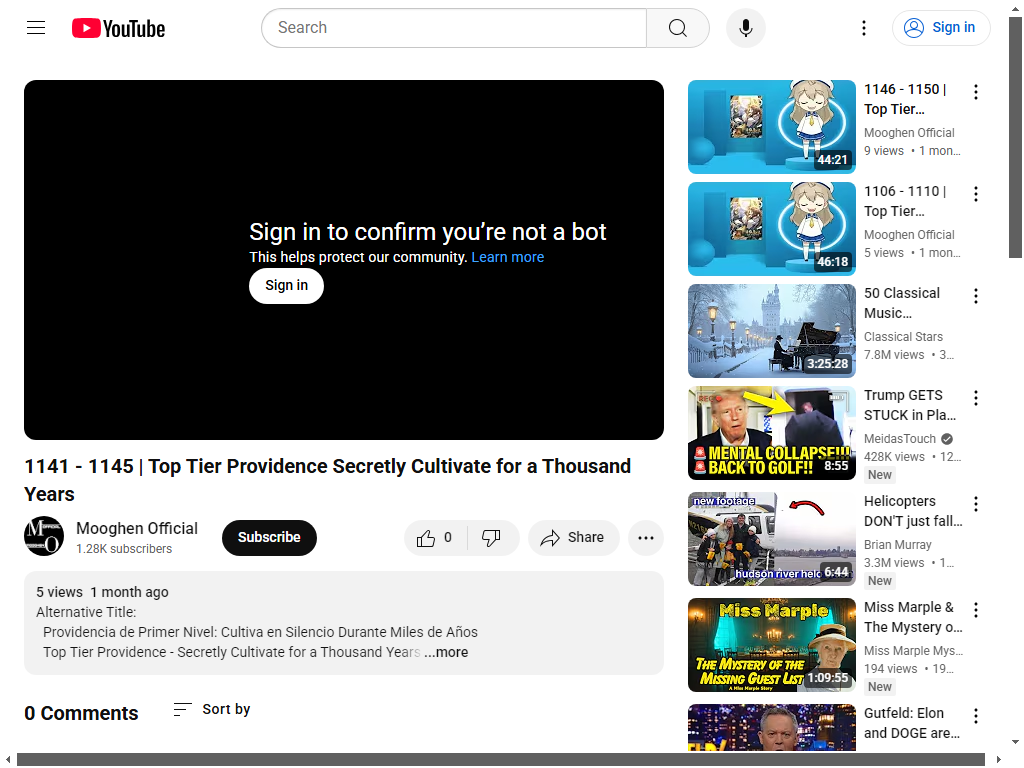 YouTube
Search
Sign in
Sign in to confirm you're not a bot
This helps protect our community. Learn more
Sign in
1141 - 1145 | Top Tier Providence Secretly Cultivate for a Thousand
Years
Mooghen Official
1.28K subscribers
Subscribe
0
Share
5 views 1 month ago
Alternative Title:
Providencia de Primer Nivel: Cultiva en Silencio Durante Miles de Años
Top Tier Providence - Secretly Cultivate for a Thousand Years ...more
0 Comments
Sort by
44:21
1146 - 1150 |
Top Tier…
Mooghen Official
9 views • 1 mon…
46:18
1106 - 1110 |
Top Tier…
Mooghen Official
5 views • 1 mon…
3:25:28
50 Classical
Music…
Classical Stars
7.8M views • 3…
REC
MENTAL COLLAPSE!!!
BACK TO GOLF!!
8:55
Trump GETS
STUCK in Pla…
MeidasTouch
428K views • 12…
New
new footage
hudson river helo
6:44
Helicopters
DON'T just fall…
Brian Murray
3.3M views • 1…
New
Miss Marple
THE MYSTERY OF THE
MISSING GUEST LIST
A Miss Marple Story
1:09:55
Miss Marple &
The Mystery o…
Miss Marple Mys…
194 views • 19…
New
Gutfeld: Elon
and DOGE are…